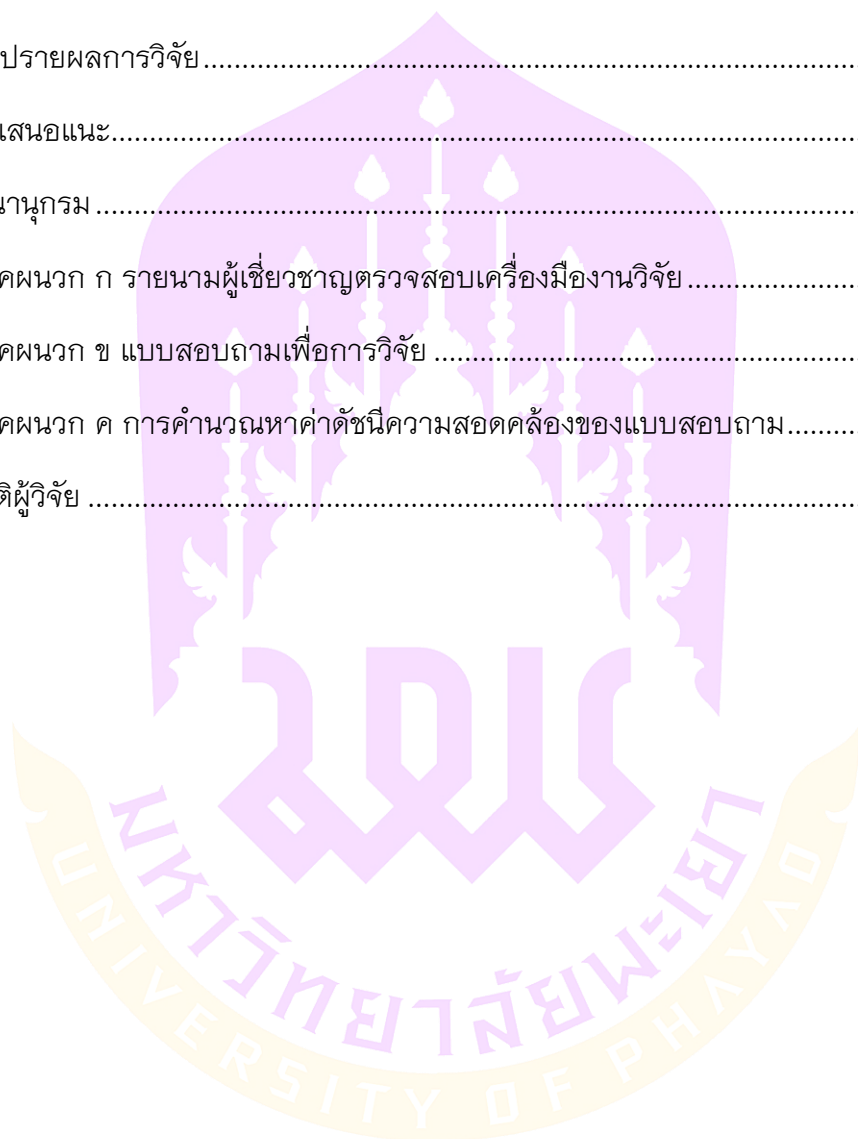 ปรายผลการวิจัย....................................................................................
เสนอแนะ................................................................................................
นานุกรม..................................................................................................
คผนวก ก รายนามผู้เชี่ยวชาญตรวจสอบเครื่องมืองานวิจัย......................
คผนวก ข แบบสอบถามเพื่อการวิจัย.......................................................
คผนวก ค การคำนวณหาค่าดัชนีความสอดคล้องของแบบสอบถาม.........
ติผู้วิจัย....................................................................................................
มหาวิทยาลัยพะเยา
UNIVERSITY OF PHAYAO